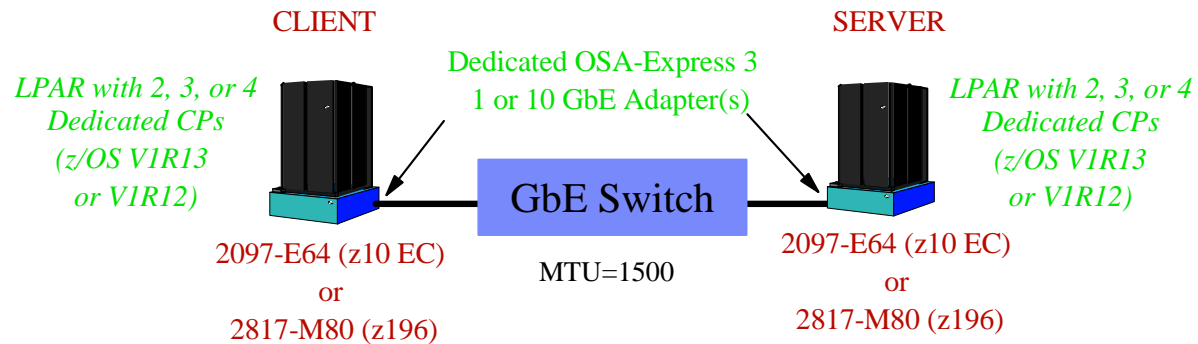 CLIENT
SERVER
LPAR with 2, 3, or 4
Dedicated CPs
(z/OS V1R13
or V1R12)
Dedicated OSA-Express 3
1 or 10 GbE Adapter(s)
LPAR with 2, 3, or 4
Dedicated CPs
(z/OS V1R13
or V1R12)
GbE Switch
MTU=1500
2097-E64 (z10 EC)
or
2817-M80 (z196)
2097-E64 (z10 EC)
or
2817-M80 (z196)